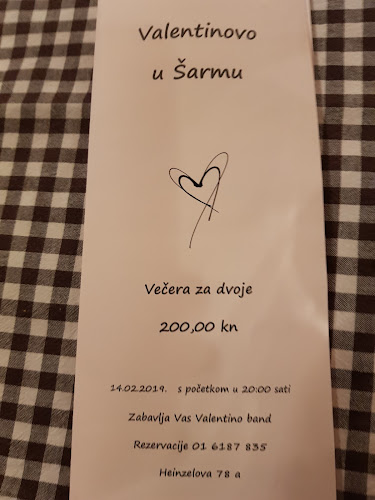 Valentinovo
u Šarmu
Večera za dvoje
200,00 kn
14.02.2019. s početkom u 20:00 sati
Zabavlja Vas Valentino band
Rezervacije 01 6187 835
Heinzelova 78 a